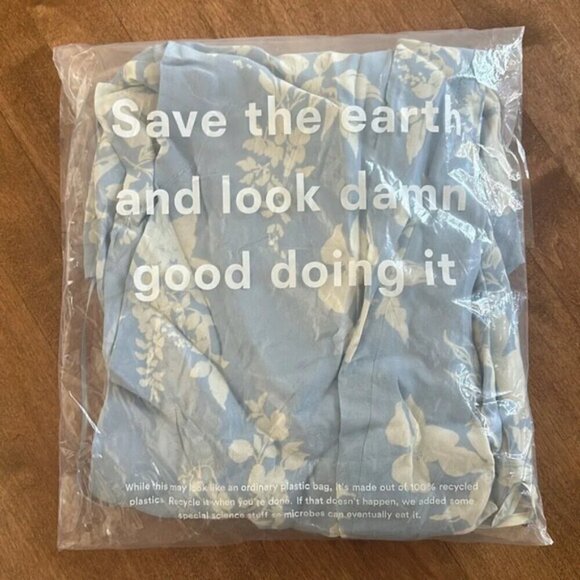 Save the earth
and look damn
good doing it
While this may look like an ordinary plastic bag, it's made out of 100% recycled
plastics. Recycle it when you're done. If that doesn't happen, we added some
special science stuff so microbes can eventually eat it.